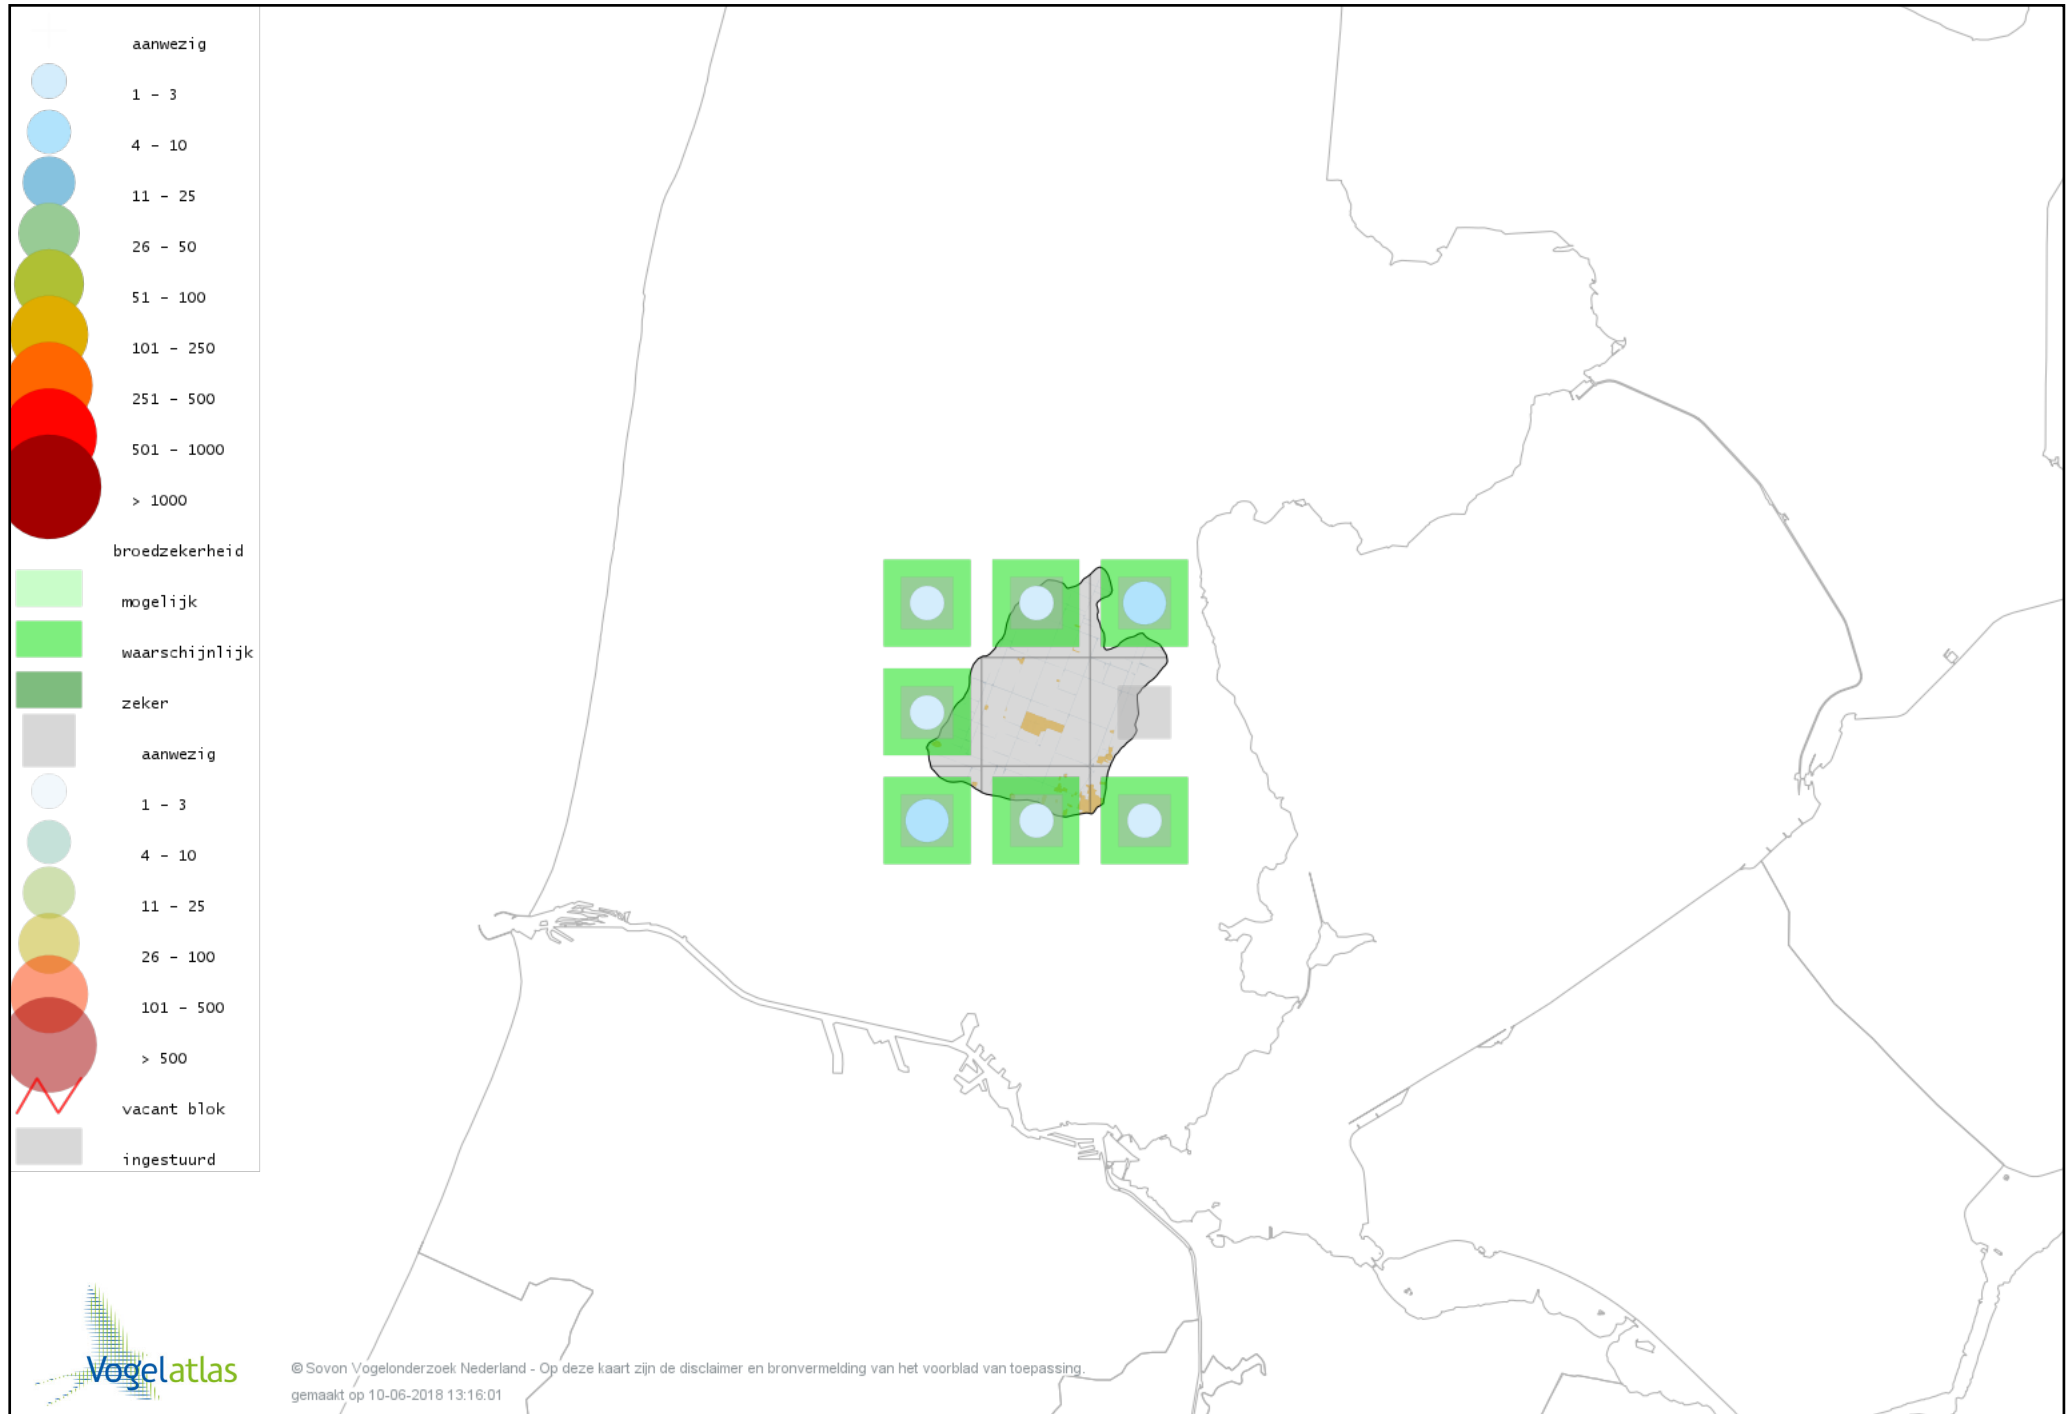 aanwezig
1 - 3
4 - 10
11 - 25
26 - 50
51 - 100
101 - 250
251 - 500
501 - 1000
> 1000
broedzekerheid
mogelijk
waarschijnlijk
zeker
aanwezig
1 - 3
4 - 10
11 - 25
26 - 100
101 - 500
> 500
vacant blok
ingestuurd
Vogelatlas
© Sovon Vogelonderzoek Nederland - Op deze kaart zijn de disclaimer en bronvermelding van het voorblad van toepassing.
gemaakt op 10-06-2018 13:16:01